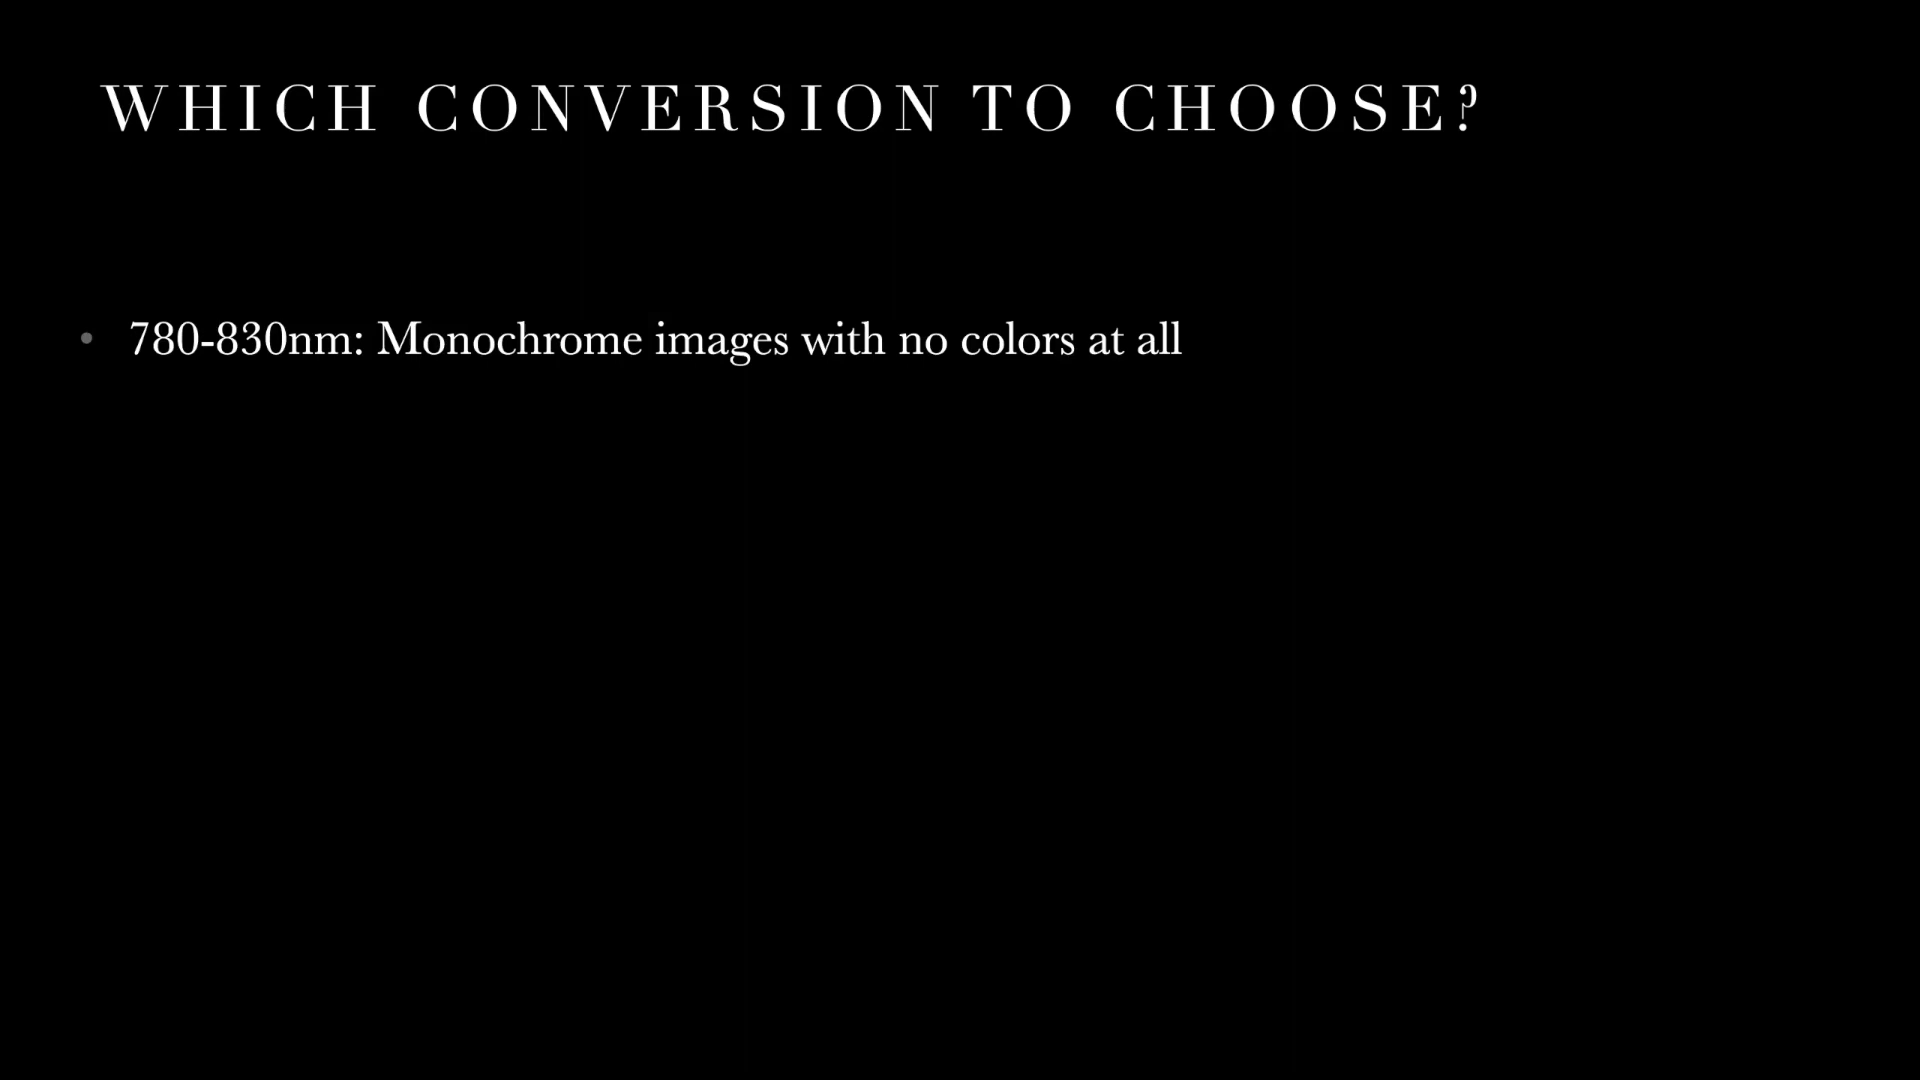 WHICH CONVERSION TO CHOOSE?
• 780-830nm: Monochrome images with no colors at all